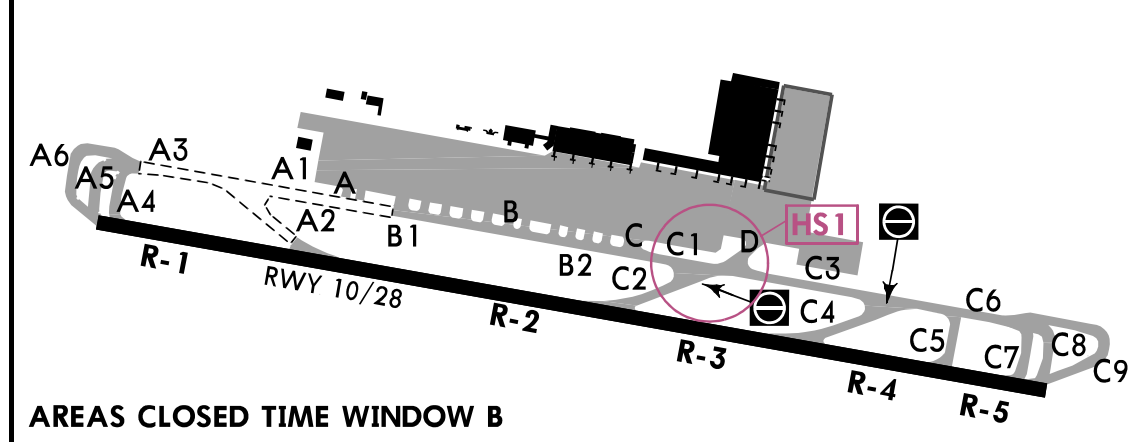 A6
A5
A4
A3
A1
A
A2
B1
B
B2
C
C2
C1
D
HS1
C3
C4
C6
C5
C7
C8
C9
R-1
RWY 10/28
R-2
R-3
R-4
R-5
AREAS CLOSED TIME WINDOW B